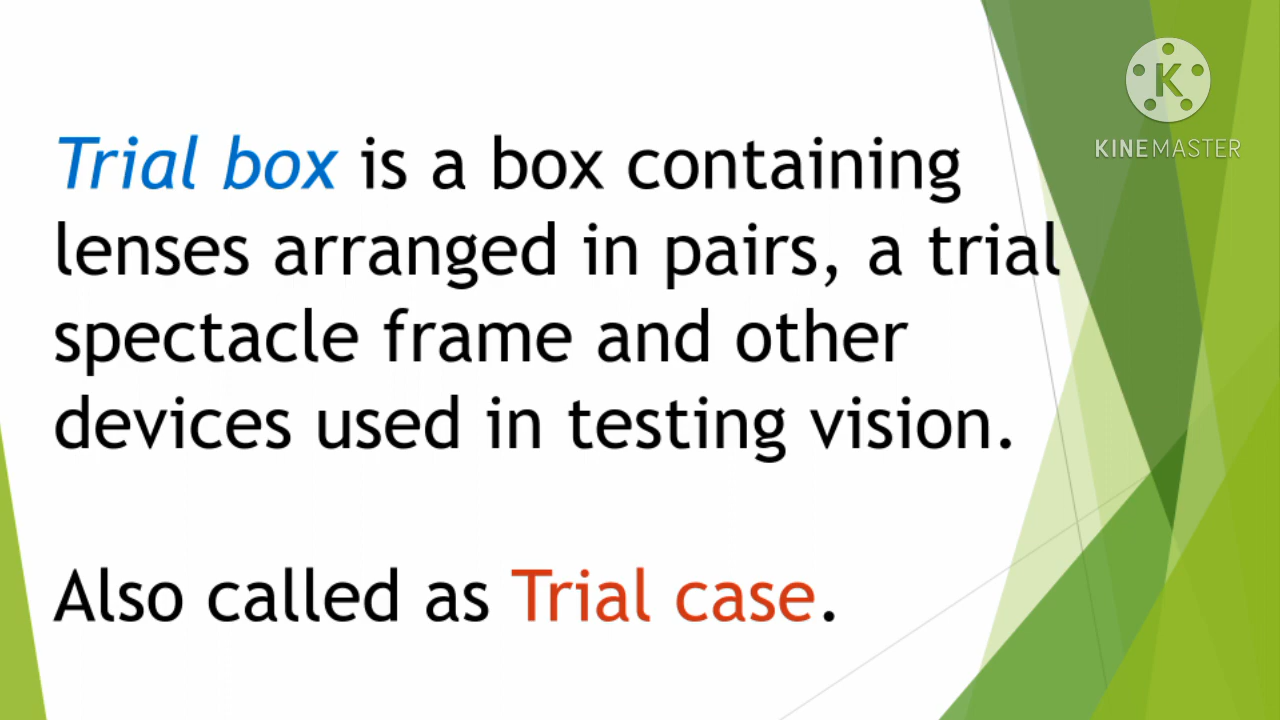 K
KINEMASTER
Trial box is a box containing
lenses arranged in pairs, a trial
spectacle frame and other
devices used in testing vision.
Also called as Trial case.